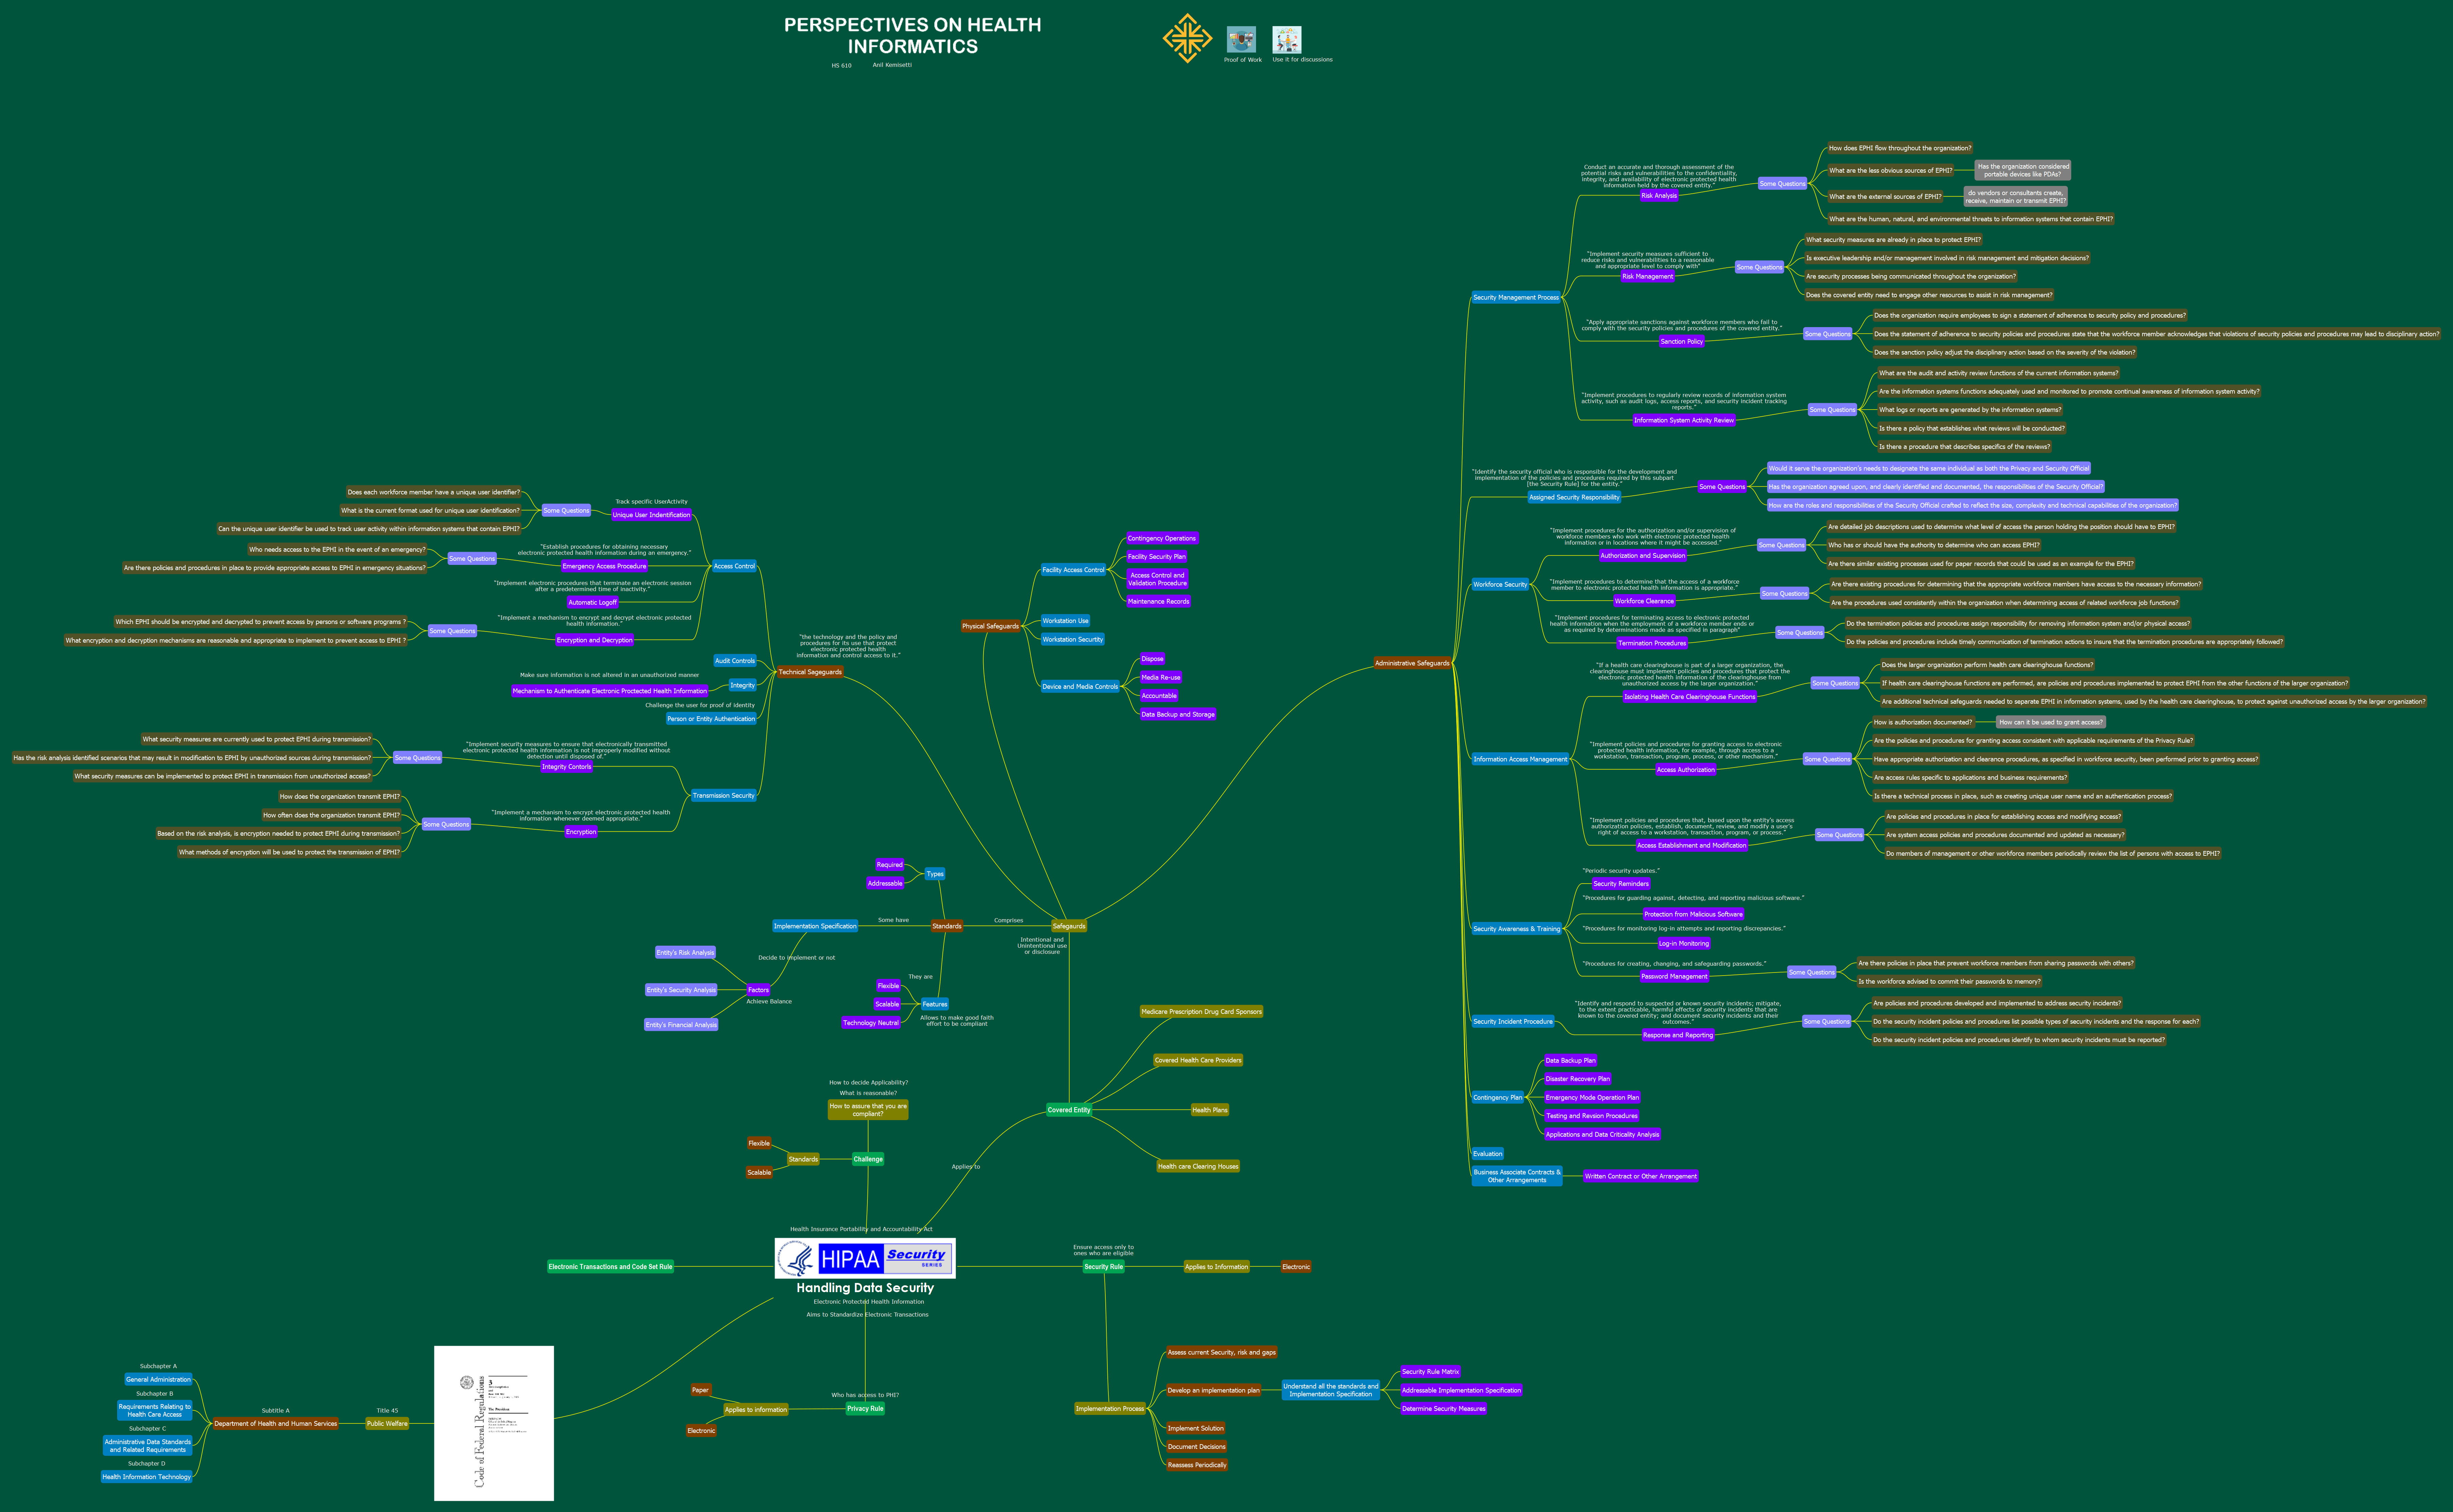 PERSPECTIVES ON HEALTH
INFORMATICS
HS 610
Anil Kemisetti
Proof of Work
Use it for discussions
Conduct an accurate and thorough assessment of the
potential risks and vulnerabilities to the confidentiality,
integrity, and availability of electronic protected health
information held by the covered entity.”
Risk Analysis
Some Questions
How does EPHI flow throughout the organization?
What are the less obvious sources of EPHI?
Has the organization considered
portable devices like PDAs?
What are the external sources of EPHI?
do vendors or consultants create,
receive, maintain or transmit EPHI?
What are the human, natural, and environmental threats to information systems that contain EPHI?
“Implement security measures sufficient to
reduce risks and vulnerabilities to a reasonable
and appropriate level to comply with”
Risk Management
Some Questions
What security measures are already in place to protect EPHI?
Is executive leadership and/or management involved in risk management and mitigation decisions?
Are security processes being communicated throughout the organization?
Does the covered entity need to engage other resources to assist in risk management?
Security Management Process
“Apply appropriate sanctions against workforce members who fail to
comply with the security policies and procedures of the covered entity.”
Sanction Policy
Some Questions
Does the organization require employees to sign a statement of adherence to security policy and procedures?
Does the statement of adherence to security policies and procedures state that the workforce member acknowledges that violations of security policies and procedures may lead to disciplinary action?
Does the sanction policy adjust the disciplinary action based on the severity of the violation?
“Implement procedures to regularly review records of information system
activity, such as audit logs, access reports, and security incident tracking
reports.”
Information System Activity Review
Some Questions
What are the audit and activity review functions of the current information systems?
Are the information systems functions adequately used and monitored to promote continual awareness of information system activity?
What logs or reports are generated by the information systems?
Is there a policy that establishes what reviews will be conducted?
Is there a procedure that describes specifics of the reviews?
“Identify the security official who is responsible for the development and
implementation of the policies and procedures required by this subpart
[the Security Rule] for the entity.”
Assigned Security Responsibility
Some Questions
Would it serve the organization's needs to designate the same individual as both the Privacy and Security Official
Has the organization agreed upon, and clearly identified and documented, the responsibilities of the Security Official?
How are the roles and responsibilities of the Security Official crafted to reflect the size, complexity and technical capabilities of the organization?
“Implement procedures for the authorization and/or supervision of
workforce members who work with electronic protected health
information or in locations where it might be accessed.”
Authorization and Supervision
Some Questions
Are detailed job descriptions used to determine what level of access the person holding the position should have to EPHI?
Who has or should have the authority to determine who can access EPHI?
Are there similar existing processes used for paper records that could be used as an example for the EPHI?
Workforce Security
“Implement procedures to determine that the access of a workforce
member to electronic protected health information is appropriate.”
Workforce Clearance
Some Questions
Are there existing procedures for determining that the appropriate workforce members have access to the necessary information?
Are the procedures used consistently within the organization when determining access of related workforce job functions?
“Implement procedures for terminating access to electronic protected
health information when the employment of a workforce member ends or
as required by determinations made as specified in paragraph”
Termination Procedures
Some Questions
Do the termination policies and procedures assign responsibility for removing information system and/or physical access?
Do the policies and procedures include timely communication of termination actions to insure that the termination procedures are appropriately followed?
Administrative Safeguards
“If a health care clearinghouse is part of a larger organization, the
clearinghouse must implement policies and procedures that protect the
electronic protected health information of the clearinghouse from
unauthorized access by the larger organization.”
Isolating Health Care Clearinghouse Functions
Some Questions
Does the larger organization perform health care clearinghouse functions?
If health care clearinghouse functions are performed, are policies and procedures implemented to protect EPHI from the other functions of the larger organization?
Are additional technical safeguards needed to separate EPHI in information systems, used by the health care clearinghouse, to protect against unauthorized access by the larger organization?
Information Access Management
“Implement policies and procedures for granting access to electronic
protected health information, for example, through access to a
workstation, transaction, program, process, or other mechanism.”
Access Authorization
Some Questions
How is authorization documented?
How can it be used to grant access?
Are the policies and procedures for granting access consistent with applicable requirements of the Privacy Rule?
Have appropriate authorization and clearance procedures, as specified in workforce security, been performed prior to granting access?
Are access rules specific to applications and business requirements?
Is there a technical process in place, such as creating unique user name and an authentication process?
“Implement policies and procedures that, based upon the entity's access
authorization policies, establish, document, review, and modify a user's
right of access to a workstation, transaction, program, or process.”
Access Establishment and Modification
Some Questions
Are policies and procedures in place for establishing access and modifying access?
Are system access policies and procedures documented and updated as necessary?
Do members of management or other workforce members periodically review the list of persons with access to EPHI?
“Periodic security updates.”
Security Reminders
“Procedures for guarding against, detecting, and reporting malicious software.”
Protection from Malicious Software
Security Awareness & Training
“Procedures for monitoring log-in attempts and reporting discrepancies.”
Log-in Monitoring
“Procedures for creating, changing, and safeguarding passwords.”
Password Management
Some Questions
Are there policies in place that prevent workforce members from sharing passwords with others?
Is the workforce advised to commit their passwords to memory?
Security Incident Procedure
“Identify and respond to suspected or known security incidents; mitigate,
to the extent practicable, harmful effects of security incidents that are
known to the covered entity; and document security incidents and their
outcomes.”
Response and Reporting
Some Questions
Are policies and procedures developed and implemented to address security incidents?
Do the security incident policies and procedures list possible types of security incidents and the response for each?
Do the security incident policies and procedures identify to whom security incidents must be reported?
Contingency Plan
Data Backup Plan
Disaster Recovery Plan
Emergency Mode Operation Plan
Testing and Revsion Procedures
Applications and Data Criticality Analysis
Evaluation
Business Associate Contracts &
Other Arrangements
Written Contract or Other Arrangement
Physical Safeguards
Facility Access Control
Contingency Operations
Facility Security Plan
Access Control and
Validation Procedure
Maintenance Records
Workstation Use
Workstation Securtity
Device and Media Controls
Dispose
Media Re-use
Accountable
Data Backup and Storage
Does each workforce member have a unique user identifier?
What is the current format used for unique user identification?
Can the unique user identifier be used to track user activity within information systems that contain EPHI?
Some Questions
Track specific UserActivity
Unique User Indentification
Who needs access to the EPHI in the event of an emergency?
Are there policies and procedures in place to provide appropriate access to EPHI in emergency situations?
Some Questions
“Establish procedures for obtaining necessary
electronic protected health information during an emergency.”
Emergency Access Procedure
Access Control
“Implement electronic procedures that terminate an electronic session
after a predetermined time of inactivity.”
Automatic Logoff
Which EPHI should be encrypted and decrypted to prevent access by persons or software programs ?
What encryption and decryption mechanisms are reasonable and appropriate to implement to prevent access to EPHI ?
Some Questions
“Implement a mechanism to encrypt and decrypt electronic protected
health information.”
Encryption and Decryption
“the technology and the policy and
procedures for its use that protect
electronic protected health
information and control access to it.”
Technical Sageguards
Audit Controls
Make sure information is not altered in an unauthorized manner
Integrity
Mechanism to Authenticate Electronic Proctected Health Information
Challenge the user for proof of identity
Person or Entity Authentication
What security measures are currently used to protect EPHI during transmission?
Has the risk analysis identified scenarios that may result in modification to EPHI by unauthorized sources during transmission?
What security measures can be implemented to protect EPHI in transmission from unauthorized access?
Some Questions
“Implement security measures to ensure that electronically transmitted
electronic protected health information is not improperly modified without
detection until disposed of.”
Integrity Contorls
Transmission Security
How does the organization transmit EPHI?
How often does the organization transmit EPHI?
Based on the risk analysis, is encryption needed to protect EPHI during transmission?
What methods of encryption will be used to protect the transmission of EPHI?
Some Questions
“Implement a mechanism to encrypt electronic protected health
information whenever deemed appropriate.”
Encryption
Required
Addressable
Types
Implementation Specification
Some have
Standards
Comprises
Safegaurds
Intentional and
Unintentional use
or disclosure
Entity's Risk Analysis
Entity's Security Analysis
Entity's Financial Analysis
Decide to implement or not
Factors
Achieve Balance
They are
Flexible
Scalable
Technology Neutral
Features
Allows to make good faith
effort to be compliant
Medicare Prescription Drug Card Sponsors
Covered Health Care Providers
Covered Entity
Health Plans
Health care Clearing Houses
How to decide Applicability?
What is reasonable?
How to assure that you are
compliant?
Flexible
Scalable
Standards
Challenge
Applies to
Health Insurance Portability and Accountability Act
HIPAA
Security
SERIES
Handling Data Security
Electronic Protected Health Information
Aims to Standardize Electronic Transactions
Electronic Transactions and Code Set Rule
Ensure access only to
ones who are eligible
Security Rule
Applies to Information
Electronic
Subchapter A
General Administration
Subchapter B
Requirements Relating to
Health Care Access
Subchapter C
Administrative Data Standards
and Related Requirements
Subchapter D
Health Information Technology
Subtitle A
Department of Health and Human Services
Title 45
Public Welfare
Code of Federal Regulations
3
The President
Who has access to PHI?
Paper
Applies to information
Electronic
Privacy Rule
Implementation Process
Assess current Security, risk and gaps
Develop an implementation plan
Understand all the standards and
Implementation Specification
Security Rule Matrix
Addressable Implementation Specification
Determine Security Measures
Implement Solution
Document Decisions
Reassess Periodically